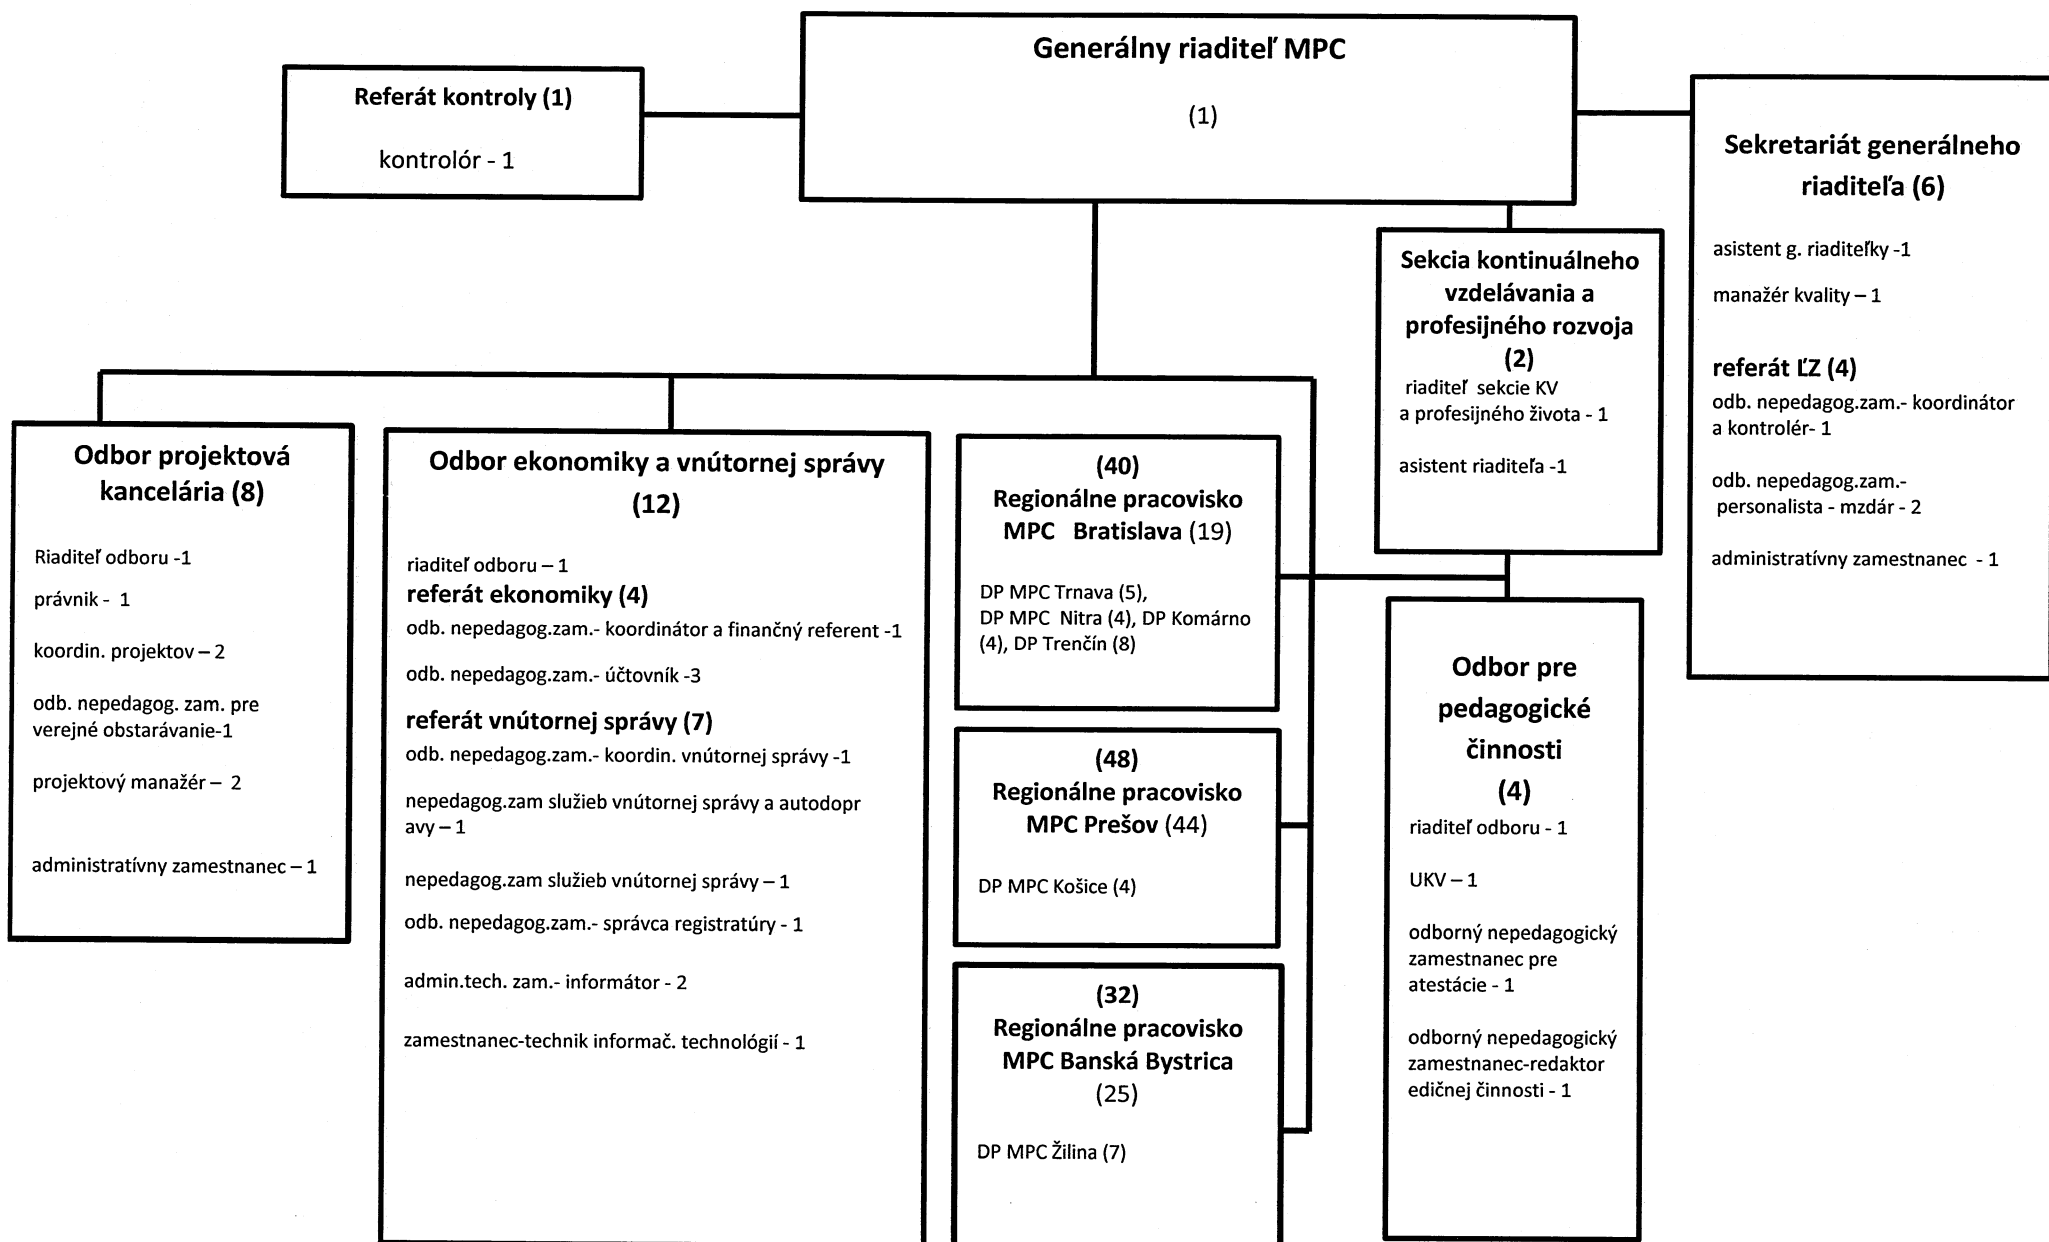 Generálny riaditeľ MPC
(1)
Referát kontroly (1)
kontrolór - 1
Sekretariát generálneho
riaditeľa (6)
asistent g. riaditeľky -1
manažér kvality – 1
referát ĽZ (4)
odb. nepedagog.zam.- koordinátor
a kontrolér- 1
odb. nepedagog.zam.-
personalista - mzdár - 2
administratívny zamestnanec - 1
Sekcia kontinuálneho
vzdelávania a
profesijného rozvoja
(2)
riaditeľ sekcie KV
a profesijného života - 1
asistent riaditeľa -1
Odbor projektová
kancelária (8)
Riaditeľ odboru -1
právnik - 1
koordin. projektov – 2
odb. nepedagog. zam. pre
verejné obstarávanie-1
projektový manažér – 2
administratívny zamestnanec – 1
Odbor ekonomiky a vnútornej správy
(12)
riaditeľ odboru – 1
referát ekonomiky (4)
odb. nepedagog.zam.- koordinátor a finančný referent -1
odb. nepedagog.zam.- účtovník -3
referát vnútornej správy (7)
odb. nepedagog.zam.- koordin. vnútornej správy -1
nepedagog.zam služieb vnútornej správy a autodopr
avy – 1
nepedagog.zam služieb vnútornej správy – 1
odb. nepedagog.zam.- správca registratúry - 1
admin.tech. zam.- informátor - 2
zamestnanec-technik informač. technológií - 1
(40)
Regionálne pracovisko
MPC Bratislava (19)
DP MPC Trnava (5),
DP MPC Nitra (4), DP Komárno
(4), DP Trenčín (8)
(48)
Regionálne pracovisko
MPC Prešov (44)
DP MPC Košice (4)
(32)
Regionálne pracovisko
MPC Banská Bystrica
(25)
DP MPC Žilina (7)
Odbor pre
pedagogické
činnosti
(4)
riaditeľ odboru - 1
UKV – 1
odborný nepedagogický
zamestnanec pre
atestácie - 1
odborný nepedagogický
zamestnanec-redaktor
edičnej činnosti - 1